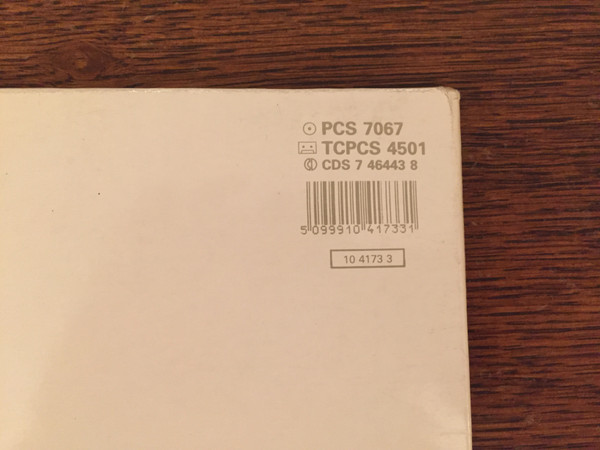 PCS 7067
TCPCS 4501
CDS 7 46443 8
5 099910 417331
10 4173 3